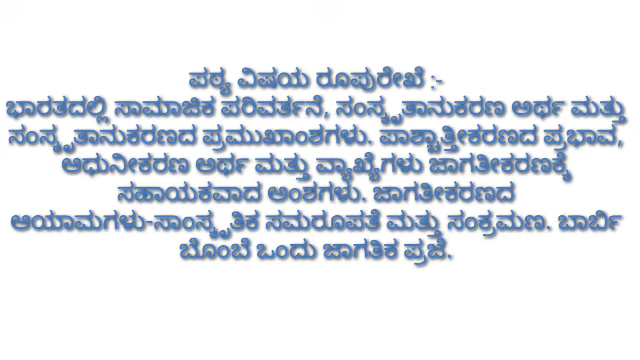 ಪಠ್ಯ ವಿಷಯ ರೂಪುರೇಖೆ :-
ಭಾರತದಲ್ಲಿ ಸಾಮಾಜಿಕ ಪರಿವರ್ತನೆ, ಸಂಸ್ಕೃತಾನುಕರಣ ಅರ್ಥ ಮತ್ತು
ಸಂಸ್ಕೃತಾನುಕರಣದ ಪ್ರಮುಖಾಂಶಗಳು. ಪಾಶ್ಚಾತ್ತೀಕರಣದ ಪ್ರಭಾವ,
ಆಧುನೀಕರಣ ಅರ್ಥ ಮತ್ತು ವ್ಯಾಖ್ಯೆಗಳು ಜಾಗತೀಕರಣಕ್ಕೆ
ಸಹಾಯಕವಾದ ಅಂಶಗಳು. ಜಾಗತೀಕರಣದ
ಆಯಾಮಗಳು-ಸಾಂಸ್ಕೃತಿಕ ಸಮರೂಪತೆ ಮತ್ತು ಸಂಕ್ರಮಣ. ಬಾರ್ಬಿ
ಬೊಂಬೆ ಒಂದು ಜಾಗತಿಕ ಪ್ರಜೆ.